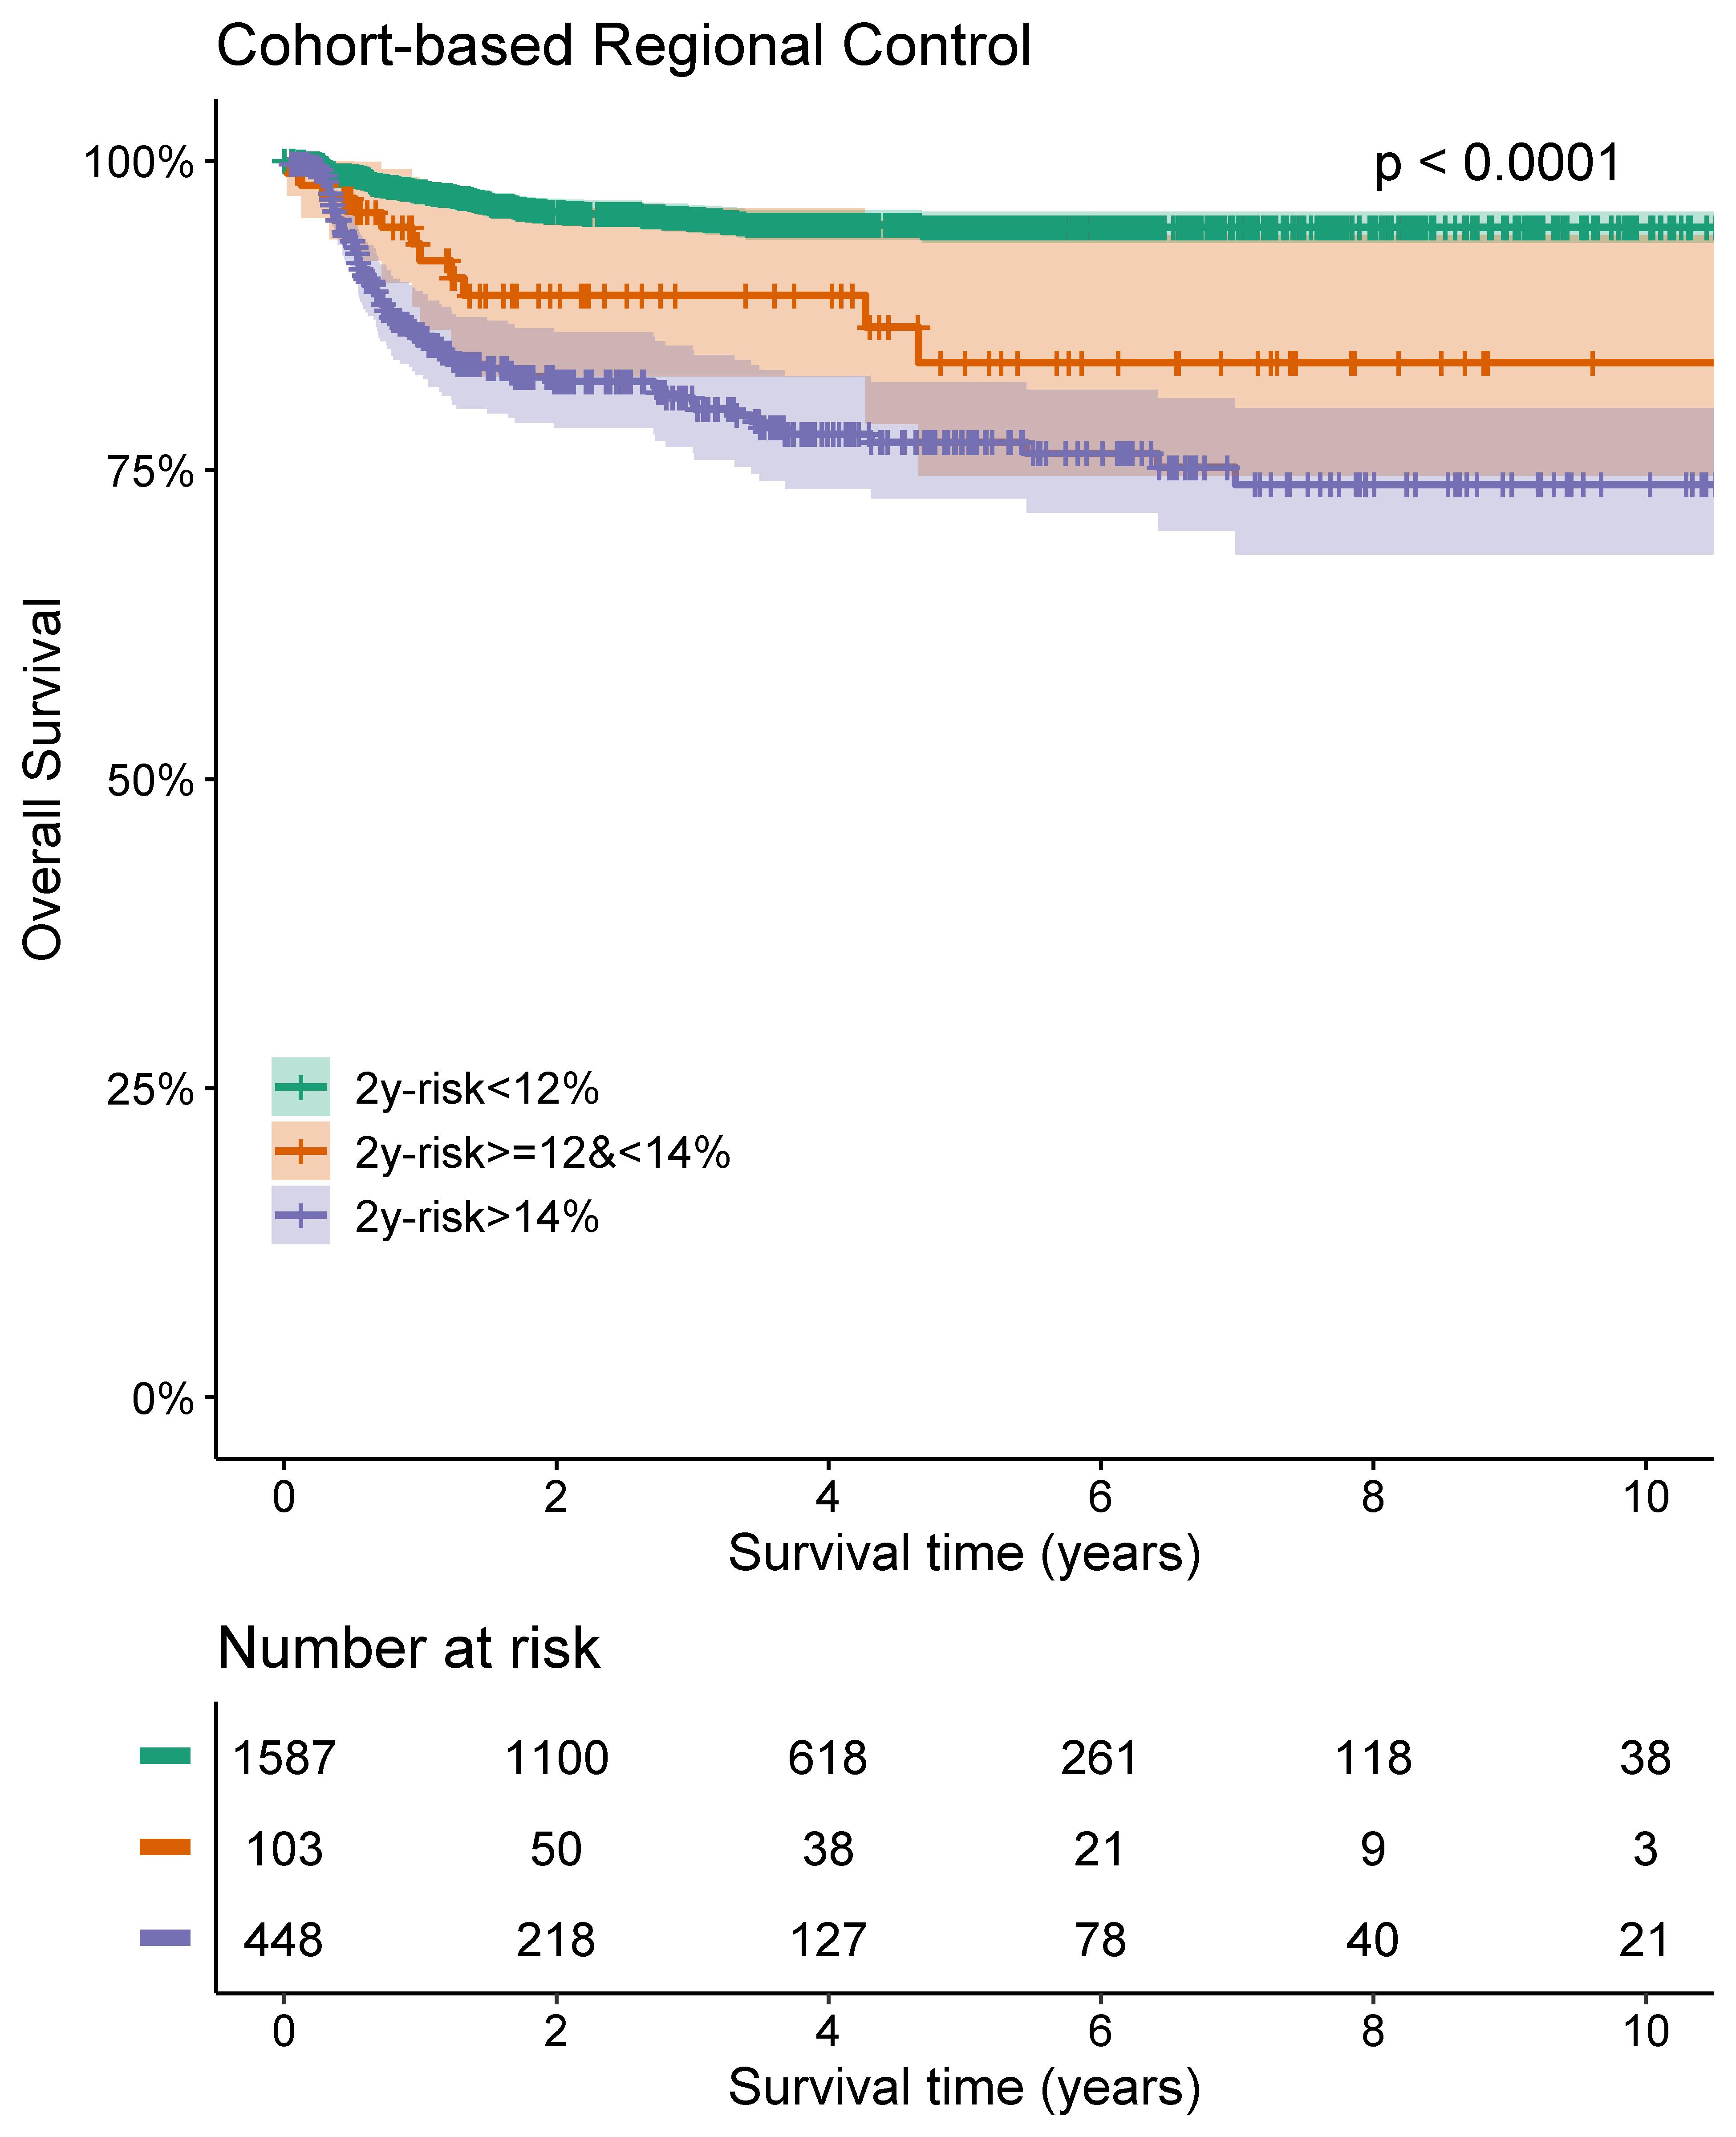 Cohort-based Regional Control
100%
p < 0.0001
75%
50%
25%
0%
Overall Survival
2y-risk<12%
2y-risk>=12&<14%
2y-risk>14%
0 2 4 6 8 10
Survival time (years)
Number at risk
1587 1100 618 261 118 38
103 50 38 21 9 3
448 218 127 78 40 21
0 2 4 6 8 10
Survival time (years)